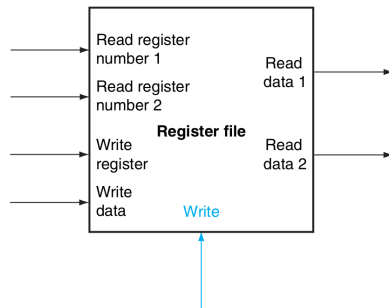 Read register
number 1
Read register
number 2
Write
register
Write
data
Register file
Write
Read
data 1
Read
data 2